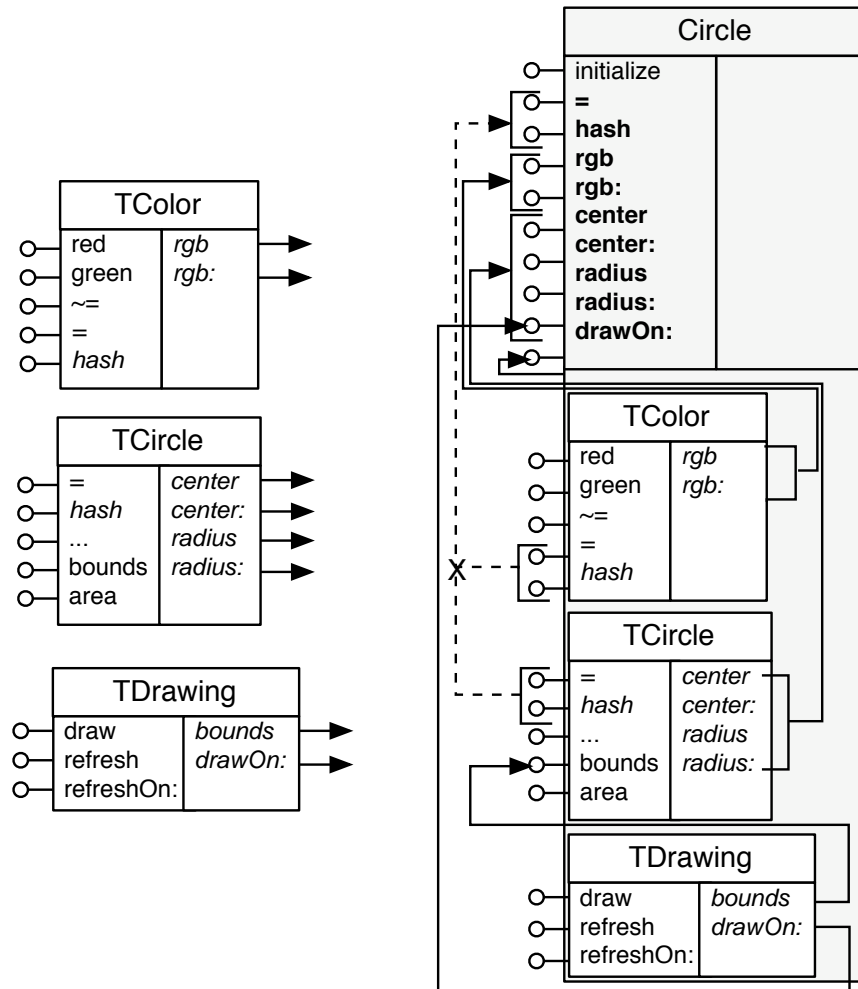 TColor
red rgb
green rgb:
~=
=
hash
TCircle
= center
hash center:
... radius
bounds radius:
area
TDrawing
draw bounds
refresh drawOn:
refreshOn:
Circle
initialize
=
hash
rgb
rgb:
center
center:
radius
radius:
drawOn:
X
TColor
red rgb
green rgb:
~=
=
hash
TCircle
= center
hash center:
... radius
bounds radius:
area
TDrawing
draw bounds
refresh drawOn:
refreshOn: